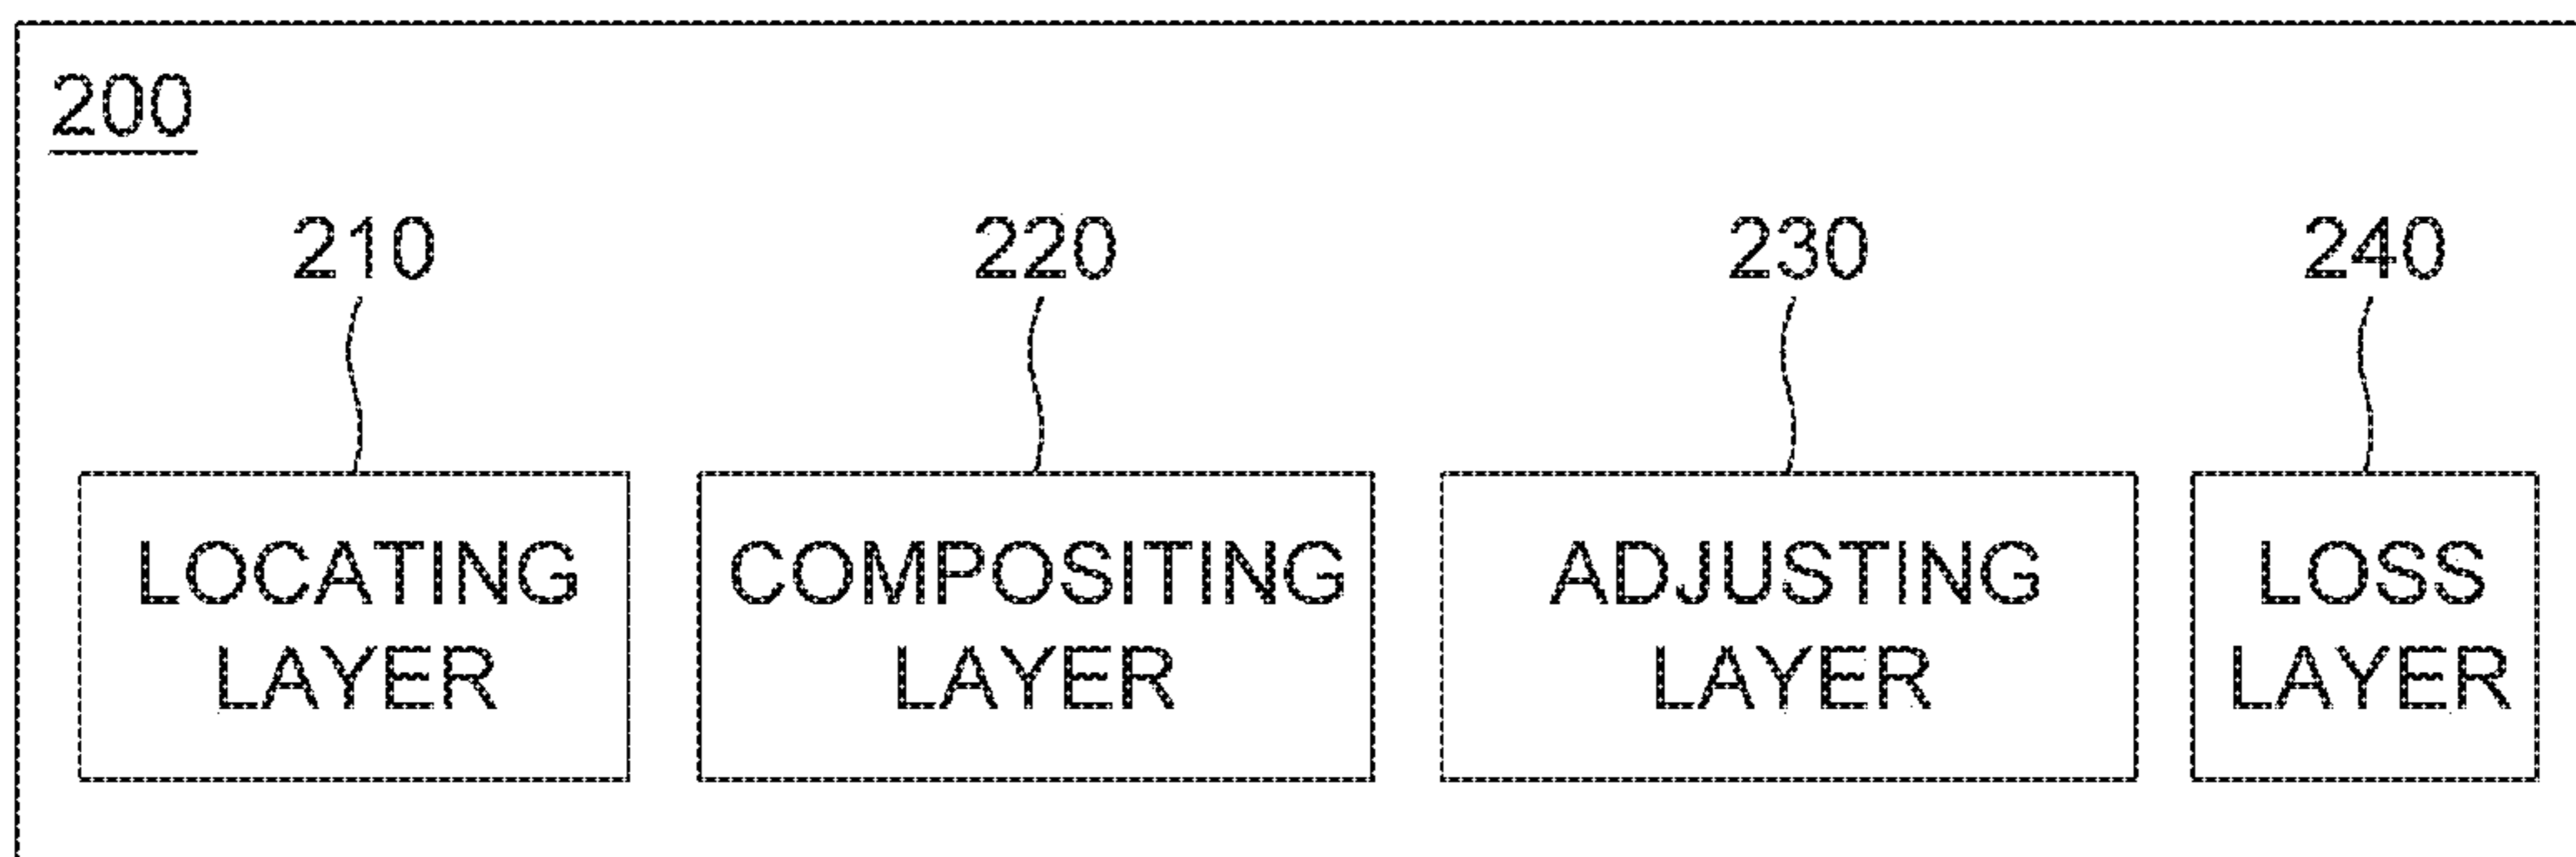 200
210 220 230 240
LOCATING LAYER
COMPOSITING LAYER
ADJUSTING LAYER
LOSS LAYER